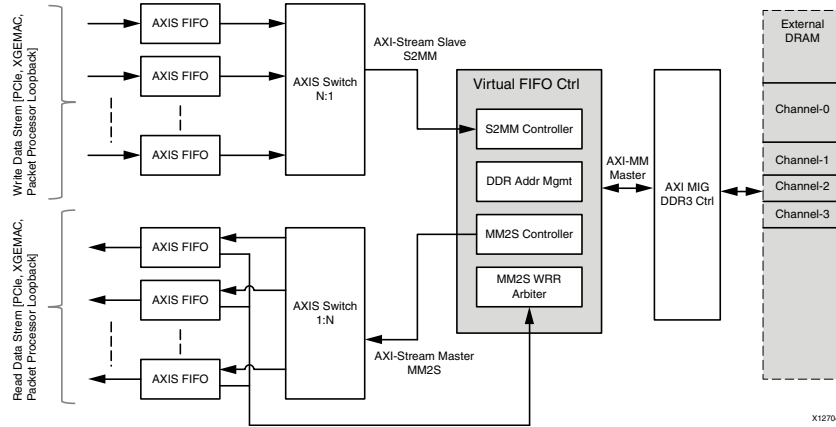 Write Data Strem [PCIe, XGEMAC,
Packet Processor Loopback]
AXIS FIFO
AXIS FIFO
AXIS FIFO
AXIS Switch
N:1
AXI-Stream Slave
S2MM
Virtual FIFO Ctrl
S2MM Controller
DDR Addr Mgmt
MM2S Controller
MM2S WRR
Arbiter
AXI-MM
Master
AXI MIG
DDR3 Ctrl
External
DRAM
Channel-0
Channel-1
Channel-2
Channel-3
Read Data Strem [PCIe, XGEMAC,
Packet Processor Loopback]
AXIS FIFO
AXIS FIFO
AXIS FIFO
AXIS Switch
1:N
AXI-Stream Master
MM2S